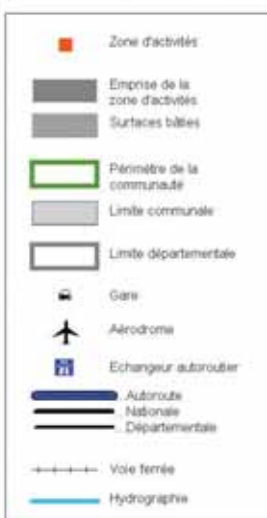 Zone d'activités
Emprise de la
zone d'activités
Surfaces bâties
Périmètre de la
communauté
Limite communale
Limite départementale
Gare
Aérodrome
Echangeur autoroutier
Autoroute
Nationale
Départementale
Voie ferrée
Hydrographie